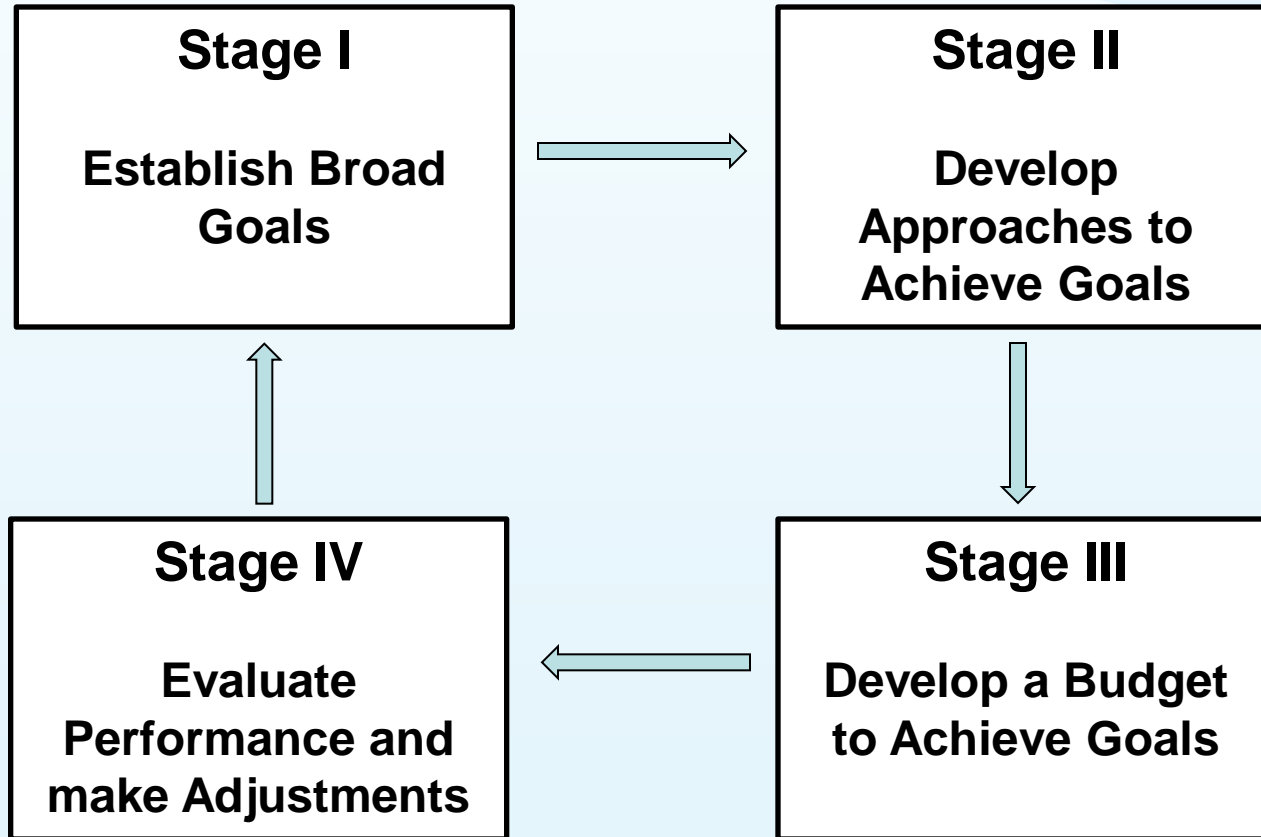 Stage I
Establish Broad
Goals
Stage II
Develop
Approaches to
Achieve Goals
Stage III
Develop a Budget
to Achieve Goals
Stage IV
Evaluate
Performance and
make Adjustments